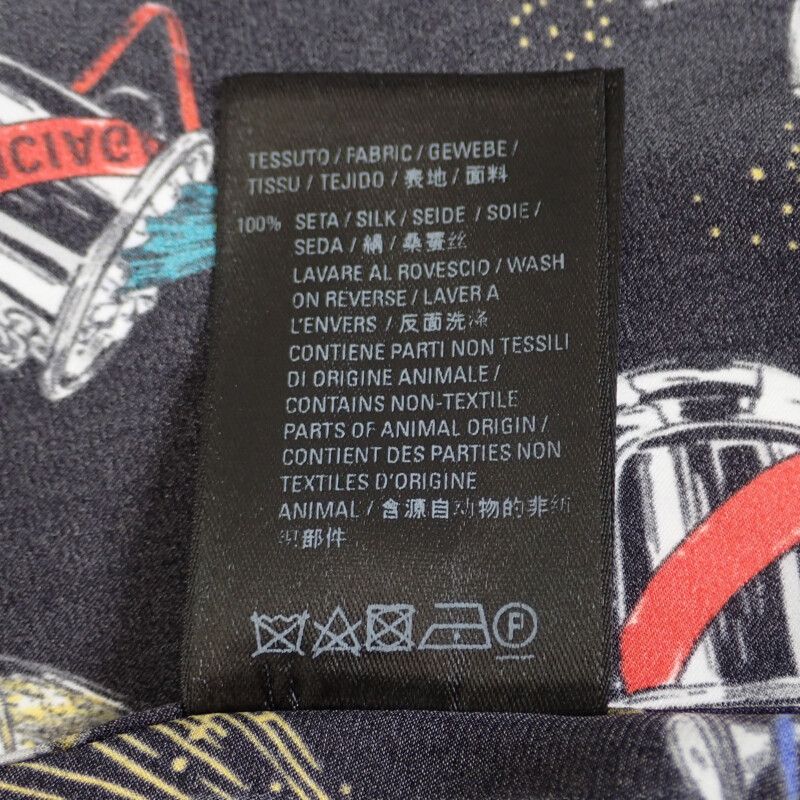 CIAG
TESSUTO / FABRIC / GEWEBE /
TISSU / TEJIDO / 表地 / 面料
100% SETA / SILK / SEIDE / SOIE /
SEDA / 絹 / 桑蚕丝
LAVARE AL ROVESCIO / WASH
ON REVERSE / LAVER A
L'ENVERS / 反面洗涤
CONTIENE PARTI NON TESSILI
DI ORIGINE ANIMALE /
CONTAINS NON-TEXTILE
PARTS OF ANIMAL ORIGIN /
CONTIENT DES PARTIES NON
TEXTILES D'ORIGINE
ANIMAL / 含源自动物的非纺
织部件
F